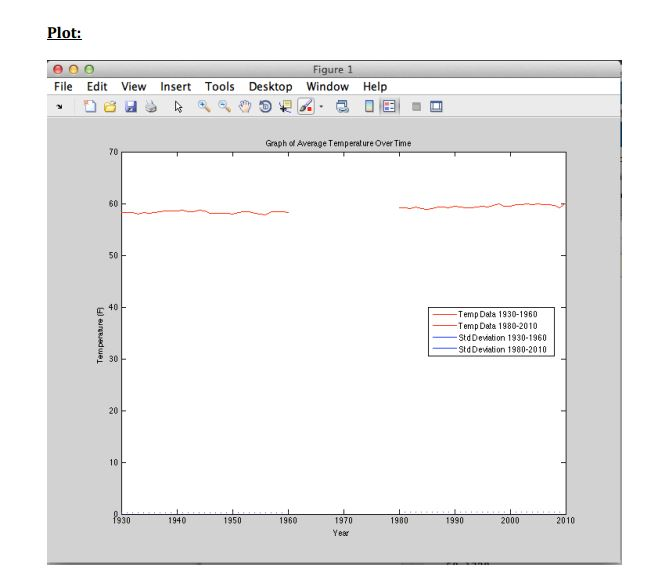 Plot:
Figure 1
File Edit View Insert Tools Desktop Window Help
Graph of Average Temperature Over Time
70
60
50
40
30
20
10
0
Temperature (F)
Temp Data 1930-1960
Temp Data 1980-2010
Std Deviation 1930-1960
Std Deviation 1980-2010
1930 1940 1950 1960 1970 1980 1990 2000 2010
Year